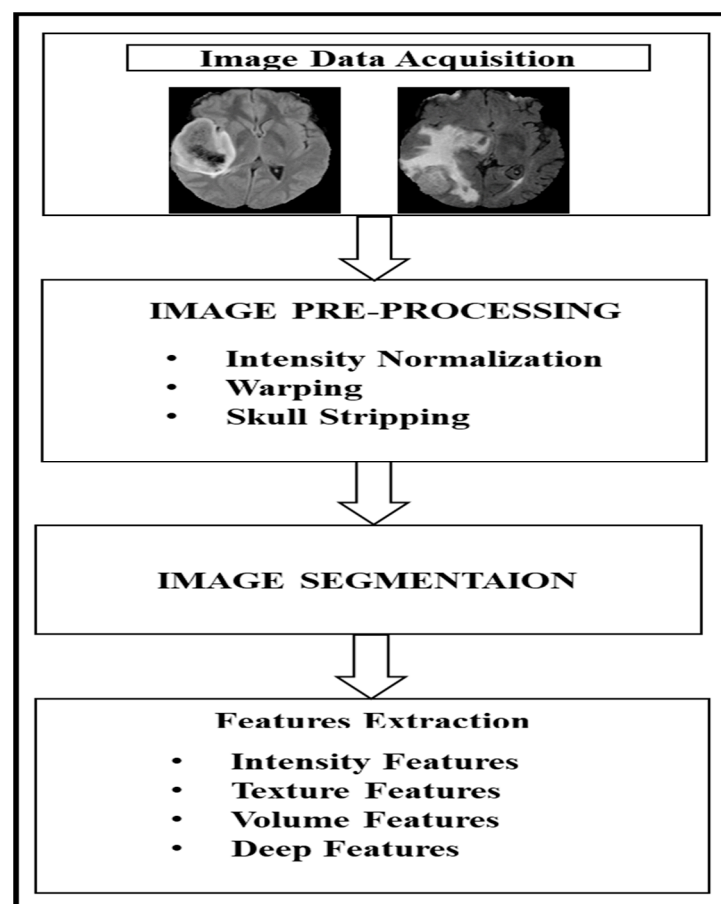 Image Data Acquisition
IMAGE PRE-PROCESSING
• Intensity Normalization
• Warping
• Skull Stripping
IMAGE SEGMENTAION
Features Extraction
• Intensity Features
• Texture Features
• Volume Features
• Deep Features